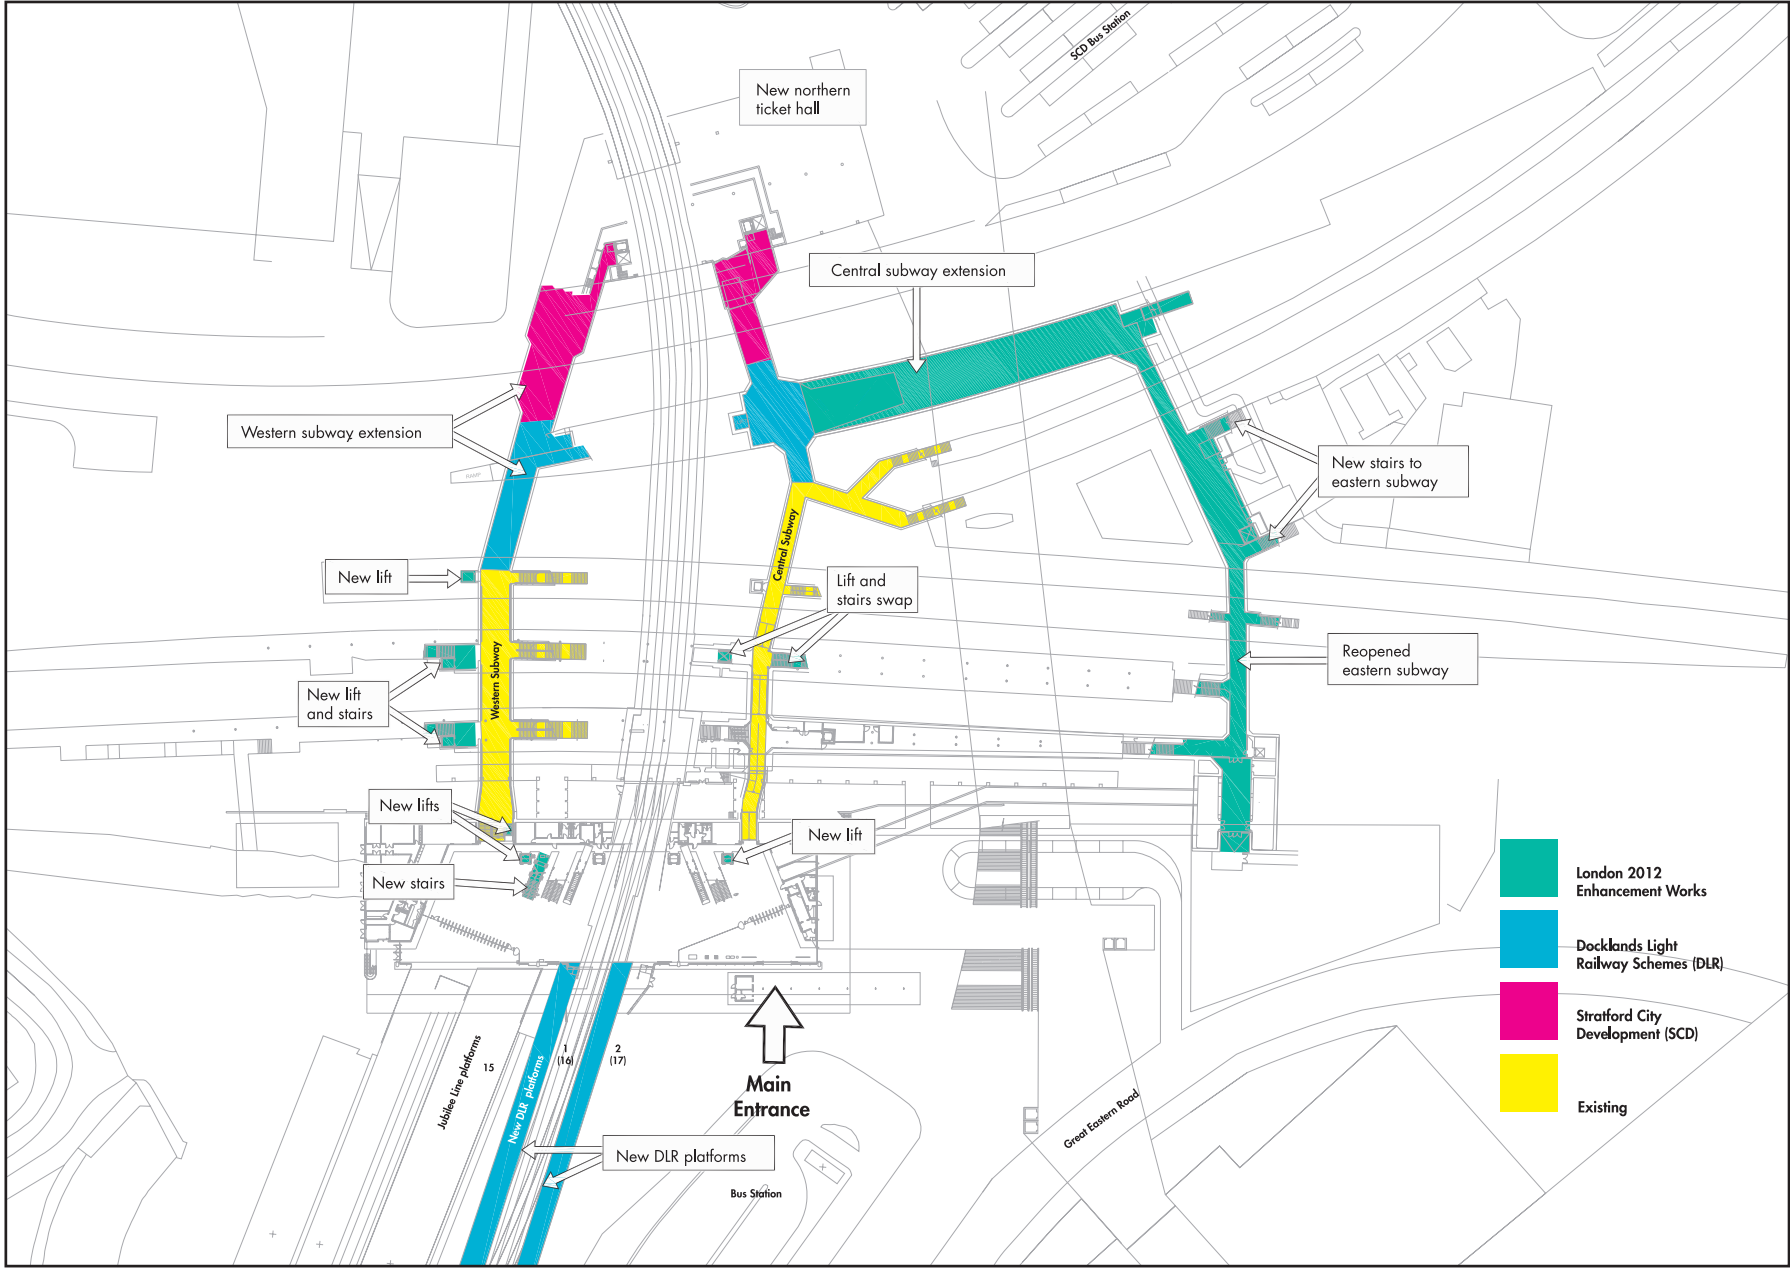 SCD Bus Station
New northern
ticket hall
Central subway extension
Western subway extension
RAMP
New stairs to
eastern subway
Central Subway
New lift
Lift and
stairs swap
Western Subway
Reopened
eastern subway
New lift
and stairs
New lifts
New lift
New stairs
London 2012
Enhancement Works
Docklands Light
Railway Schemes (DLR)
Stratford City
Development (SCD)
Existing
Jubilee Line platforms
15
New DLR platforms
1
(16)
2
(17)
Main
Entrance
Great Eastern Road
New DLR platforms
Bus Station